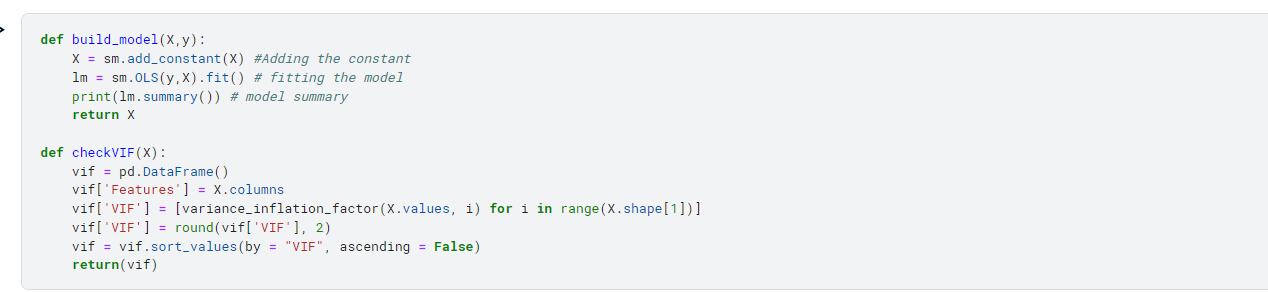 def build_model(X,y):
    X = sm.add_constant(X) #Adding the constant
    lm = sm.OLS(y,X).fit() # fitting the model
    print(lm.summary()) # model summary
    return X

def checkVIF(X):
    vif = pd.DataFrame()
    vif['Features'] = X.columns
    vif['VIF'] = [variance_inflation_factor(X.values, i) for i in range(X.shape[1])]
    vif['VIF'] = round(vif['VIF'], 2)
    vif = vif.sort_values(by = "VIF", ascending = False)
    return(vif)